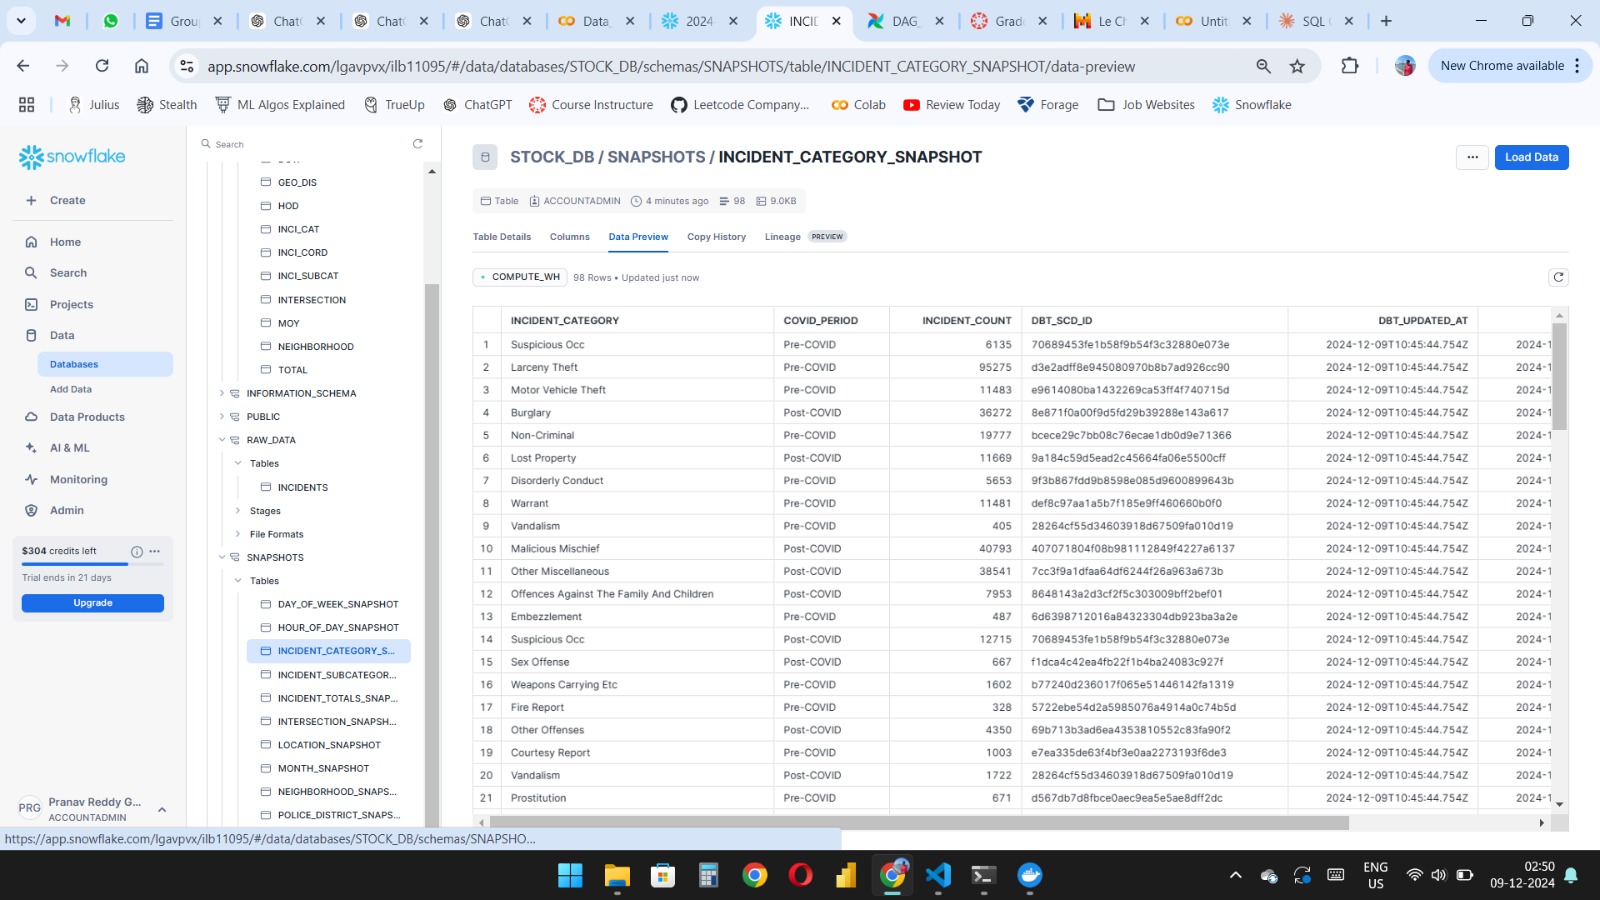 Group
ChatG
ChatG
ChatG
Data_
2024-
INCID
DAG_
Grade
Le Ch
Untit
SQL
app.snowflake.com/lgavpvx/ilb11095/#/data/databases/STOCK_DB/schemas/SNAPSHOTS/table/INCIDENT_CATEGORY_SNAPSHOT/data-preview
New Chrome available
Julius
Stealth
ML Algos Explained
TrueUp
ChatGPT
Course Instructure
Leetcode Company...
Colab
Review Today
Forage
Job Websites
Snowflake
snowflake
Create
Home
Search
Projects
Data
Databases
Add Data
Data Products
AI & ML
Monitoring
Admin
$304 credits left
Trial ends in 21 days
Upgrade
PRG
Pranav Reddy G...
ACCOUNTADMIN
Search
GEO_DIS
HOD
INCI_CAT
INCI_CORD
INCI_SUBCAT
INTERSECTION
MOY
NEIGHBORHOOD
TOTAL
INFORMATION_SCHEMA
PUBLIC
RAW_DATA
Tables
INCIDENTS
Stages
File Formats
SNAPSHOTS
Tables
DAY_OF_WEEK_SNAPSHOT
HOUR_OF_DAY_SNAPSHOT
INCIDENT_CATEGORY_S...
INCIDENT_SUBCATEGOR...
INCIDENT_TOTALS_SNAP...
INTERSECTION_SNAPSH...
LOCATION_SNAPSHOT
MONTH_SNAPSHOT
NEIGHBORHOOD_SNAPS...
POLICE_DISTRICT_SNAPS...
STOCK_DB / SNAPSHOTS / INCIDENT_CATEGORY_SNAPSHOT
... Load Data
Table ACCOUNTADMIN 4 minutes ago 98 9.0KB
Table Details Columns Data Preview Copy History Lineage PREVIEW
COMPUTE_WH 98 Rows • Updated just now
INCIDENT_CATEGORY COVID_PERIOD INCIDENT_COUNT DBT_SCD_ID DBT_UPDATED_AT
1 Suspicious Occ Pre-COVID 6135 70689453fe1b58f9b54f3c32880e073e 2024-12-09T10:45:44.754Z 2024-1
2 Larceny Theft Pre-COVID 95275 d3e2adff8e945080970b8b7ad926cc90 2024-12-09T10:45:44.754Z 2024-1
3 Motor Vehicle Theft Pre-COVID 11483 e9614080ba1432269ca53ff4f740715d 2024-12-09T10:45:44.754Z 2024-1
4 Burglary Post-COVID 36272 8e871f0a00f9d5fd29b39288e143a617 2024-12-09T10:45:44.754Z 2024-1
5 Non-Criminal Pre-COVID 19777 bcece29c7bb08c76ecae1db0d9e71366 2024-12-09T10:45:44.754Z 2024-1
6 Lost Property Post-COVID 11669 9a184c59d5ead2c45664fa06e5500cff 2024-12-09T10:45:44.754Z 2024-1
7 Disorderly Conduct Pre-COVID 5653 9f3b867fdd9b8598e085d9600899643b 2024-12-09T10:45:44.754Z 2024-1
8 Warrant Pre-COVID 11481 def8c97aa1a5b7f185e9ff460660b0f0 2024-12-09T10:45:44.754Z 2024-1
9 Vandalism Pre-COVID 405 28264cf55d34603918d67509fa010d19 2024-12-09T10:45:44.754Z 2024-1
10 Malicious Mischief Post-COVID 40793 407071804f08b981112849f4227a6137 2024-12-09T10:45:44.754Z 2024-1
11 Other Miscellaneous Post-COVID 38541 7cc3f9a1dfaa64df6244f26a963a673b 2024-12-09T10:45:44.754Z 2024-1
12 Offences Against The Family And Children Post-COVID 7953 8648143a2d3cf2f5c303009bff2bef01 2024-12-09T10:45:44.754Z 2024-1
13 Embezzlement Pre-COVID 487 6d6398712016a84323304db923ba3a2e 2024-12-09T10:45:44.754Z 2024-1
14 Suspicious Occ Post-COVID 12715 70689453fe1b58f9b54f3c32880e073e 2024-12-09T10:45:44.754Z 2024-1
15 Sex Offense Post-COVID 667 f1dca4c42ea4fb22f1b4ba24083c927f 2024-12-09T10:45:44.754Z 2024-1
16 Weapons Carrying Etc Pre-COVID 1602 b77240d236017f065e51446142fa1319 2024-12-09T10:45:44.754Z 2024-1
17 Fire Report Pre-COVID 328 5722ebe54d2a5985076a4914a0c74b5d 2024-12-09T10:45:44.754Z 2024-1
18 Other Offenses Post-COVID 4350 69b713b3ad6ea4353810552c83fa90f2 2024-12-09T10:45:44.754Z 2024-1
19 Courtesy Report Pre-COVID 1003 e7ea335de63f4bf3e0aa2273193f6de3 2024-12-09T10:45:44.754Z 2024-1
20 Vandalism Post-COVID 1722 28264cf55d34603918d67509fa010d19 2024-12-09T10:45:44.754Z 2024-1
21 Prostitution Pre-COVID 671 d567db7d8fbce0aec9ea5e5ae8dff2dc 2024-12-09T10:45:44.754Z 2024-1
https://app.snowflake.com/lgavpvx/ilb11095/#/data/databases/STOCK_DB/schemas/SNAPSHO...
ENG
US
02:50
09-12-2024